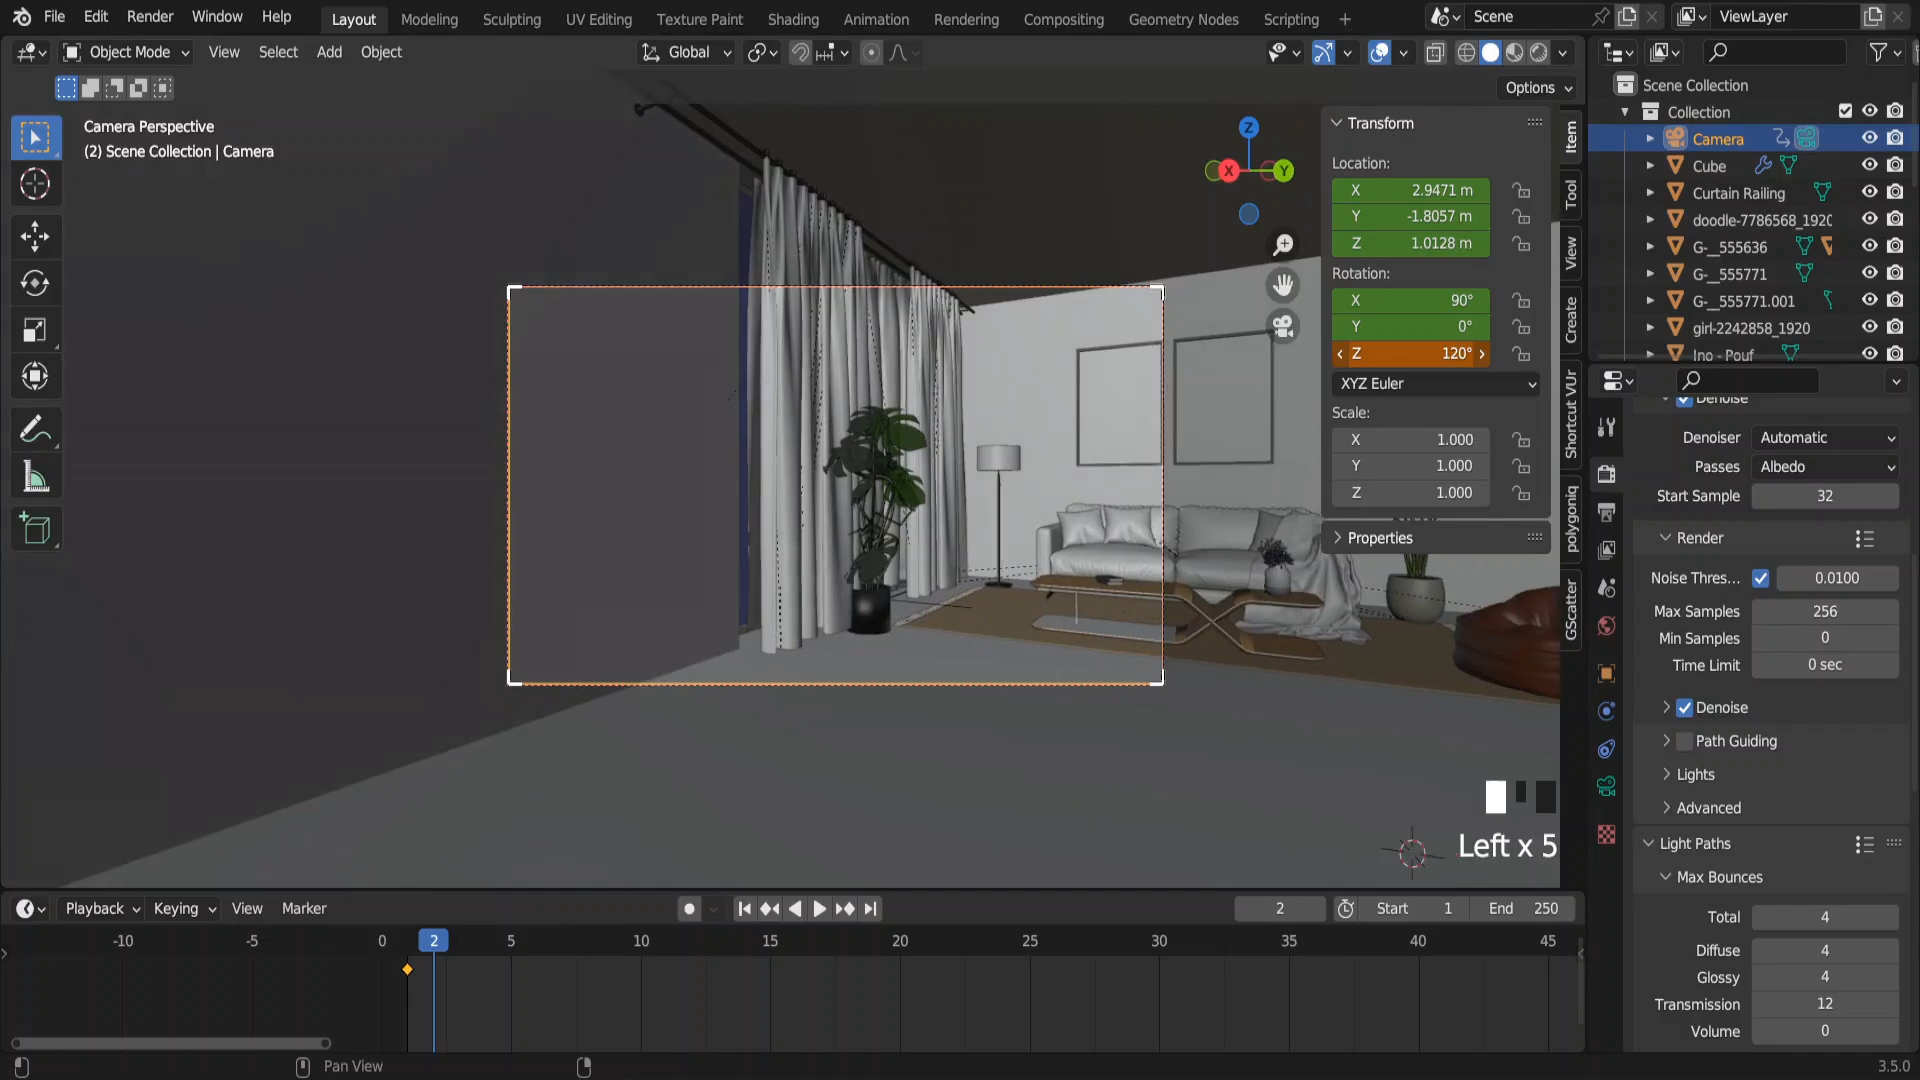 File Edit Render Window Help
Layout Modeling Sculpting UV Editing Texture Paint Shading Animation Rendering Compositing Geometry Nodes Scripting +
Scene
ViewLayer
Object Mode View Select Add Object
Global
Options
Camera Perspective
(2) Scene Collection | Camera
Z
X
Y
Transform
Location:
X 2.9471 m
Y -1.8057 m
Z 1.0128 m
Rotation:
X 90°
Y 0°
Z 120°
XYZ Euler
Scale:
X 1.000
Y 1.000
Z 1.000
Properties
Item
Tool
View
Create
Shortcut VUr
polygoniq
GScatter
Scene Collection
Collection
Camera
Cube
Curtain Railing
doodle-7786568_1920
G-__555636
G-__555771
G-__555771.001
girl-2242858_1920
Ino - Pouf
Denoise
Denoiser Automatic
Passes Albedo
Start Sample 32
Render
Noise Thres... 0.0100
Max Samples 256
Min Samples 0
Time Limit 0 sec
Denoise
Path Guiding
Lights
Advanced
Light Paths
Max Bounces
Total 4
Diffuse 4
Glossy 4
Transmission 12
Volume 0
Left x 5
Playback Keying View Marker
2
Start 1 End 250
-10 -5 0 2 5 10 15 20 25 30 35 40 45
Pan View
3.5.0